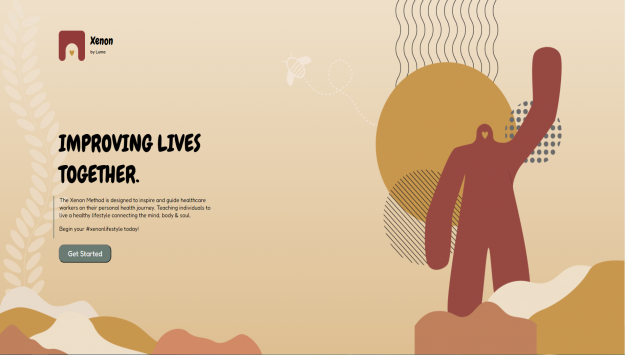 Xenon
by Luma
IMPROVING LIVES
TOGETHER.
The Xenon Method is designed to inspire and guide healthcare
workers on their personal health journey. Teaching individuals to
live a healthy lifestyle connecting the mind, body & soul.
Begin your #xenonlifestyle today!
Get Started